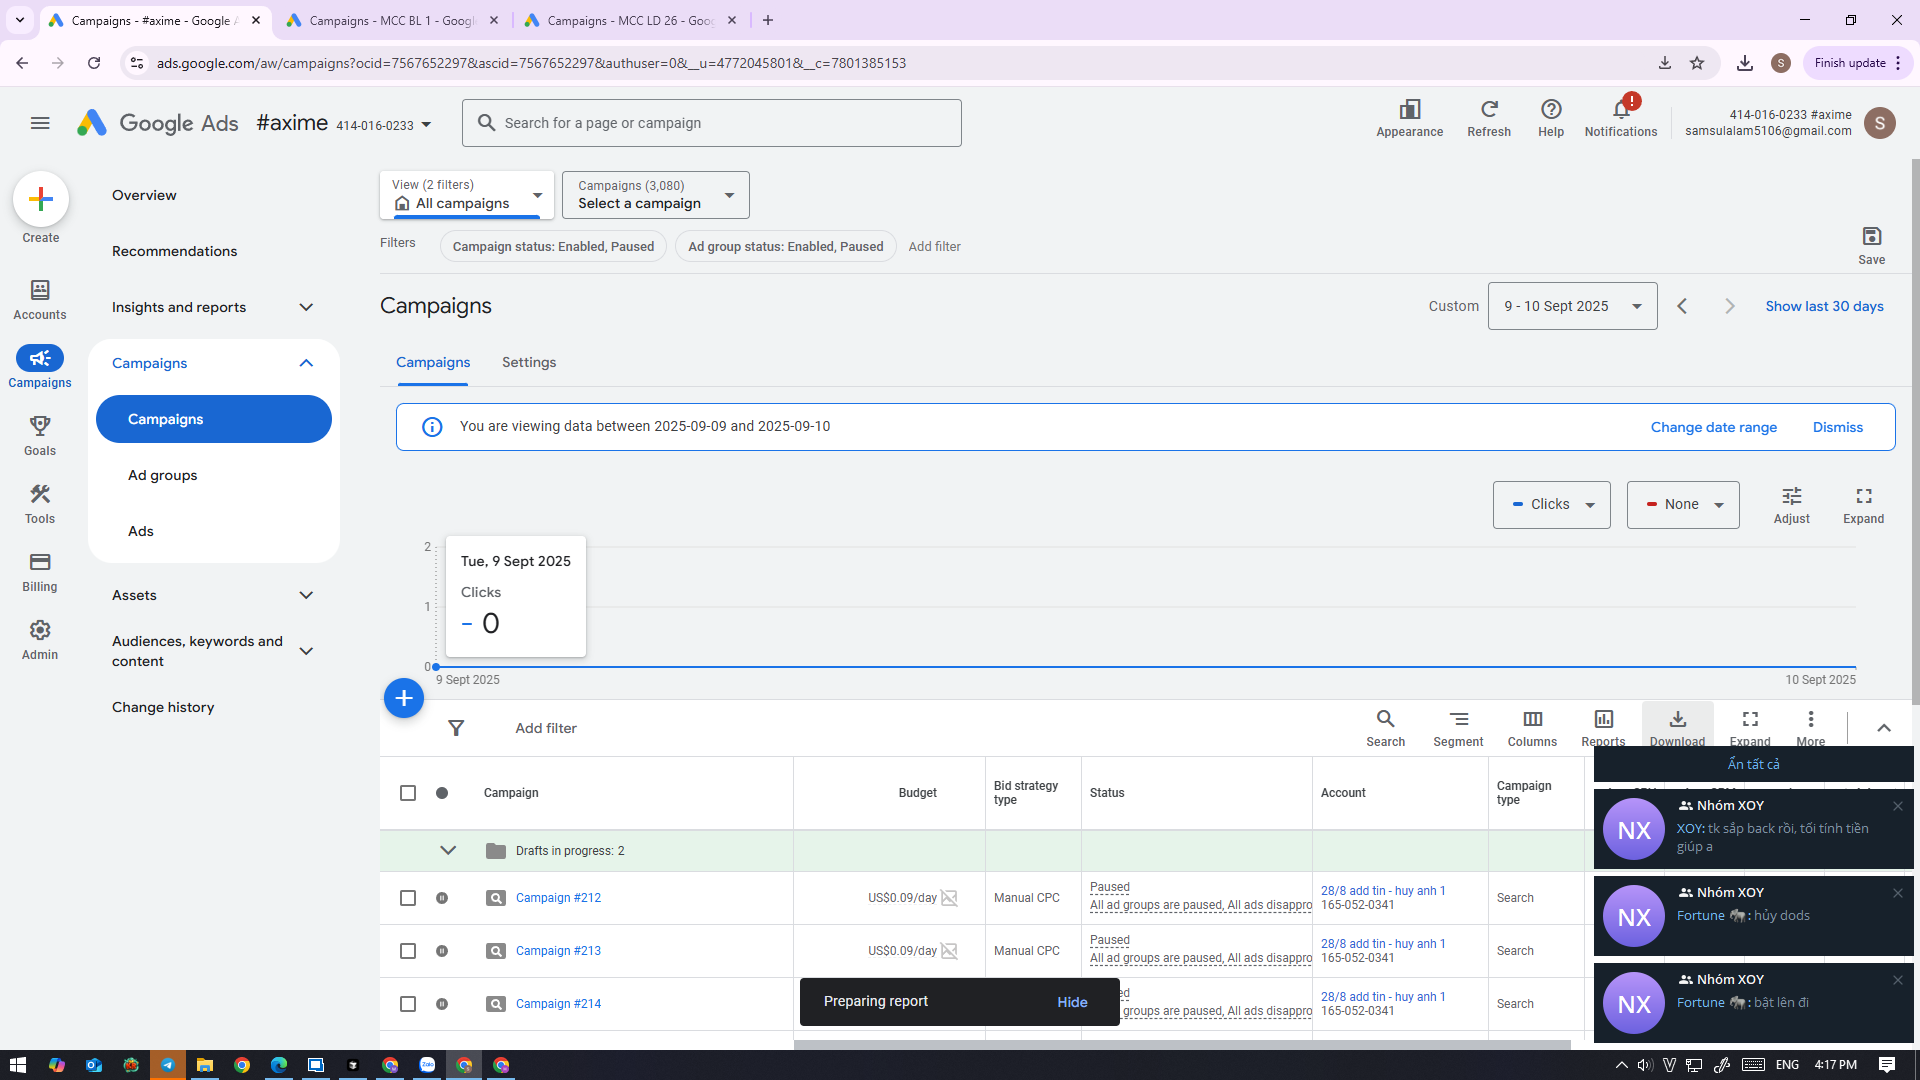 Campaigns - #axime - Google A
Campaigns - MCC BL 1 - Googl
Campaigns - MCC LD 26 - Goo
ads.google.com/aw/campaigns?ocid=7567652297&ascid=7567652297&authuser=0&__u=4772045801&__c=7801385153
S
Finish update
Google Ads
#axime 414-016-0233
Search for a page or campaign
Appearance
Refresh
Help
!
Notifications
414-016-0233 #axime
samsulalam5106@gmail.com
S
Create
Accounts
Campaigns
Goals
Tools
Billing
Admin
Overview
Recommendations
Insights and reports
Campaigns
Campaigns
Ad groups
Ads
Assets
Audiences, keywords and
content
Change history
View (2 filters)
All campaigns
Campaigns (3,080)
Select a campaign
Filters
Campaign status: Enabled, Paused
Ad group status: Enabled, Paused
Add filter
Save
Campaigns
Custom
9 - 10 Sept 2025
Show last 30 days
Campaigns
Settings
You are viewing data between 2025-09-09 and 2025-09-10
Change date range
Dismiss
Clicks
None
Adjust
Expand
2
1
0
Tue, 9 Sept 2025
Clicks
0
9 Sept 2025
10 Sept 2025
Add filter
Search
Segment
Columns
Reports
Download
Expand
More
Campaign
Budget
Bid strategy
type
Status
Account
Campaign
type
Drafts in progress: 2
Campaign #212
US$0.09/day
Manual CPC
Paused
All ad groups are paused, All ads disappro
28/8 add tin - huy anh 1
165-052-0341
Search
Campaign #213
US$0.09/day
Manual CPC
Paused
All ad groups are paused, All ads disappro
28/8 add tin - huy anh 1
165-052-0341
Search
Campaign #214
ed
groups are paused, All ads disappro
28/8 add tin - huy anh 1
165-052-0341
Search
Preparing report
Hide
Ẩn tất cả
NX
Nhóm XOY
XOY: tk sắp back rồi, tối tính tiền
giúp a
NX
Nhóm XOY
Fortune 🐘: hủy dods
NX
Nhóm XOY
Fortune 🐘: bật lên đi
Zalo
ENG
4:17 PM